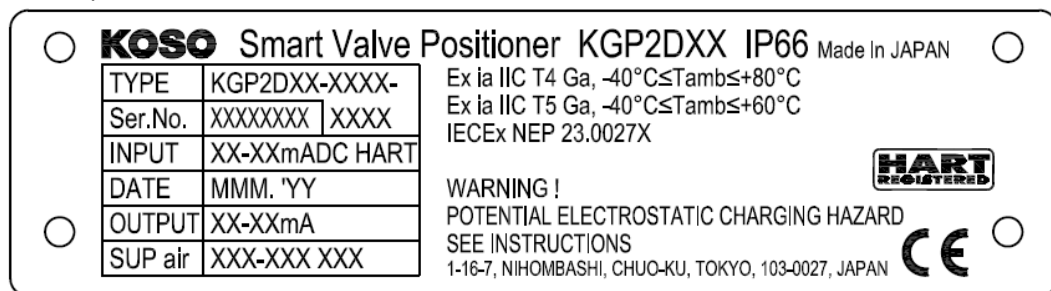 KOSO Smart Valve Positioner KGP2DXX IP66 Made In JAPAN
TYPE KGP2DXX-XXXX-
Ser.No. XXXXXXXX XXXX
INPUT XX-XXmADC HART
DATE MMM. 'YY
OUTPUT XX-XXmA
SUP air XXX-XXX XXX
Ex ia IIC T4 Ga, -40°C≤Tamb≤+80°C
Ex ia IIC T5 Ga, -40°C≤Tamb≤+60°C
IECEx NEP 23.0027X
HART
REGISTERED
WARNING !
POTENTIAL ELECTROSTATIC CHARGING HAZARD
SEE INSTRUCTIONS
1-16-7, NIHOMBASHI, CHUO-KU, TOKYO, 103-0027, JAPAN
CE